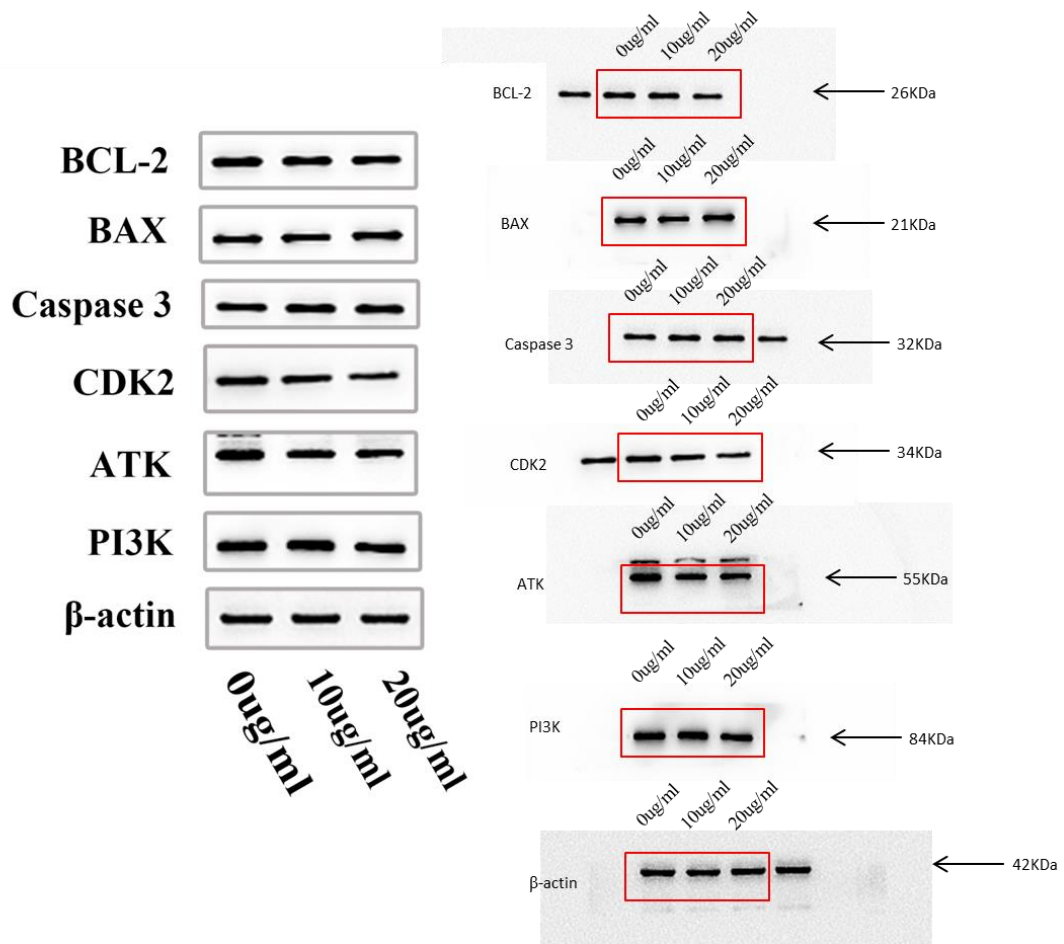 BCL-2
BAX
Caspase 3
CDK2
ATK
PI3K
β-actin
0ug/ml 10ug/ml 20ug/ml
0ug/ml 10ug/ml 20ug/ml
BCL-2 26KDa
0ug/ml 10ug/ml 20ug/ml
BAX 21KDa
0ug/ml 10ug/ml 20ug/ml
Caspase 3 32KDa
0ug/ml 10ug/ml 20ug/ml
CDK2 34KDa
0ug/ml 10ug/ml 20ug/ml
ATK 55KDa
0ug/ml 10ug/ml 20ug/ml
PI3K 84KDa
0ug/ml 10ug/ml 20ug/ml
β-actin 42KDa